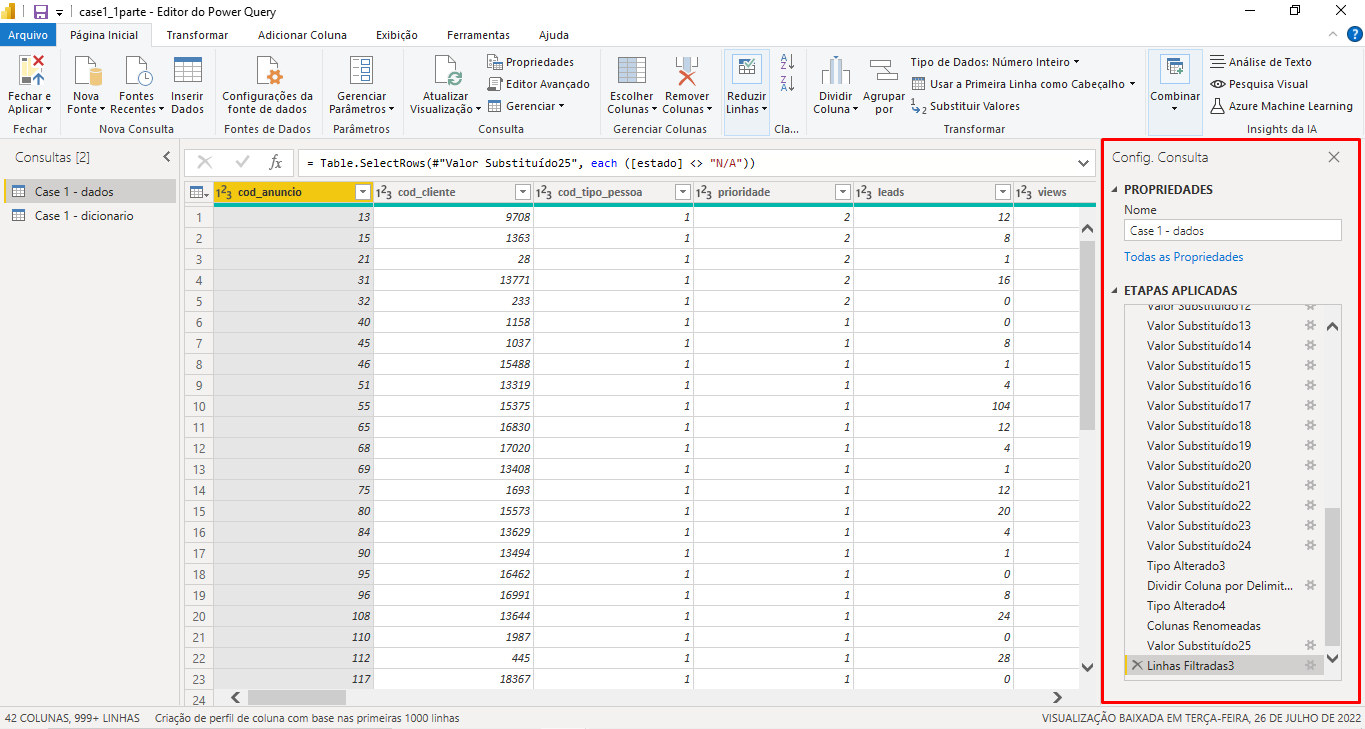 case1_1parte - Editor do Power Query
Arquivo Página Inicial Transformar Adicionar Coluna Exibição Ferramentas Ajuda
Fechar e Aplicar
Fechar
Nova Fonte
Fontes Recentes
Inserir Dados
Nova Consulta
Configurações da fonte de dados
Fontes de Dados
Gerenciar Parâmetros
Parâmetros
Atualizar Visualização
Propriedades
Editor Avançado
Gerenciar
Consulta
Escolher Colunas
Remover Colunas
Gerenciar Colunas
Reduzir Linhas
Cla...
Dividir Coluna
Agrupar por
Tipo de Dados: Número Inteiro
Usar a Primeira Linha como Cabeçalho
Substituir Valores
Transformar
Combinar
Análise de Texto
Pesquisa Visual
Azure Machine Learning
Insights da IA
Consultas [2]
Case 1 - dados
Case 1 - dicionario
= Table.SelectRows(#"Valor Substituído25", each ([estado] <> "N/A"))
cod_anuncio cod_cliente cod_tipo_pessoa prioridade leads views
1 13 9708 1 2 12
2 15 1363 1 2 8
3 21 28 1 2 1
4 31 13771 1 2 16
5 32 233 1 2 0
6 40 1158 1 1 0
7 45 1037 1 1 8
8 46 15488 1 1 1
9 51 13319 1 1 4
10 55 15375 1 1 104
11 65 16830 1 1 12
12 68 17020 1 1 4
13 69 13408 1 1 1
14 75 1693 1 1 12
15 80 15573 1 1 20
16 84 13629 1 1 4
17 90 13494 1 1 1
18 95 16462 1 1 0
19 96 16991 1 1 8
20 108 13644 1 1 24
21 110 1987 1 1 0
22 112 445 1 1 28
23 117 18367 1 1 0
24
Config. Consulta
PROPRIEDADES
Nome
Case 1 - dados
Todas as Propriedades
ETAPAS APLICADAS
Valor Substituído12
Valor Substituído13
Valor Substituído14
Valor Substituído15
Valor Substituído16
Valor Substituído17
Valor Substituído18
Valor Substituído19
Valor Substituído20
Valor Substituído21
Valor Substituído22
Valor Substituído23
Valor Substituído24
Tipo Alterado3
Dividir Coluna por Delimit...
Tipo Alterado4
Colunas Renomeadas
Valor Substituído25
Linhas Filtradas3
42 COLUNAS, 999+ LINHAS Criação de perfil de coluna com base nas primeiras 1000 linhas
VISUALIZAÇÃO BAIXADA EM TERÇA-FEIRA, 26 DE JULHO DE 2022